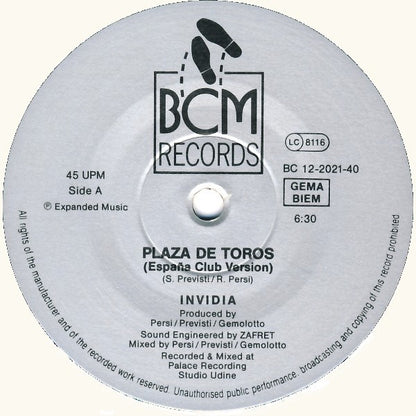 BCM
RECORDS
LC 8116
45 UPM
Side A
BC 12-2021-40
GEMA
BIEM
℗ Expanded Music
6:30
PLAZA DE TOROS
(España Club Version)
(S. Previsti/R. Persi)
INVIDIA
Produced by
Persi/Previsti/Gemolotto
Sound Engineered by ZAFRET
Mixed by Persi/Previsti/Gemolotto
Recorded & Mixed at
Palace Recording
Studio Udine
All rights of the manufacturer and of the recorded work reserved. Unauthorised public performance, broadcasting and copying of this record prohibited